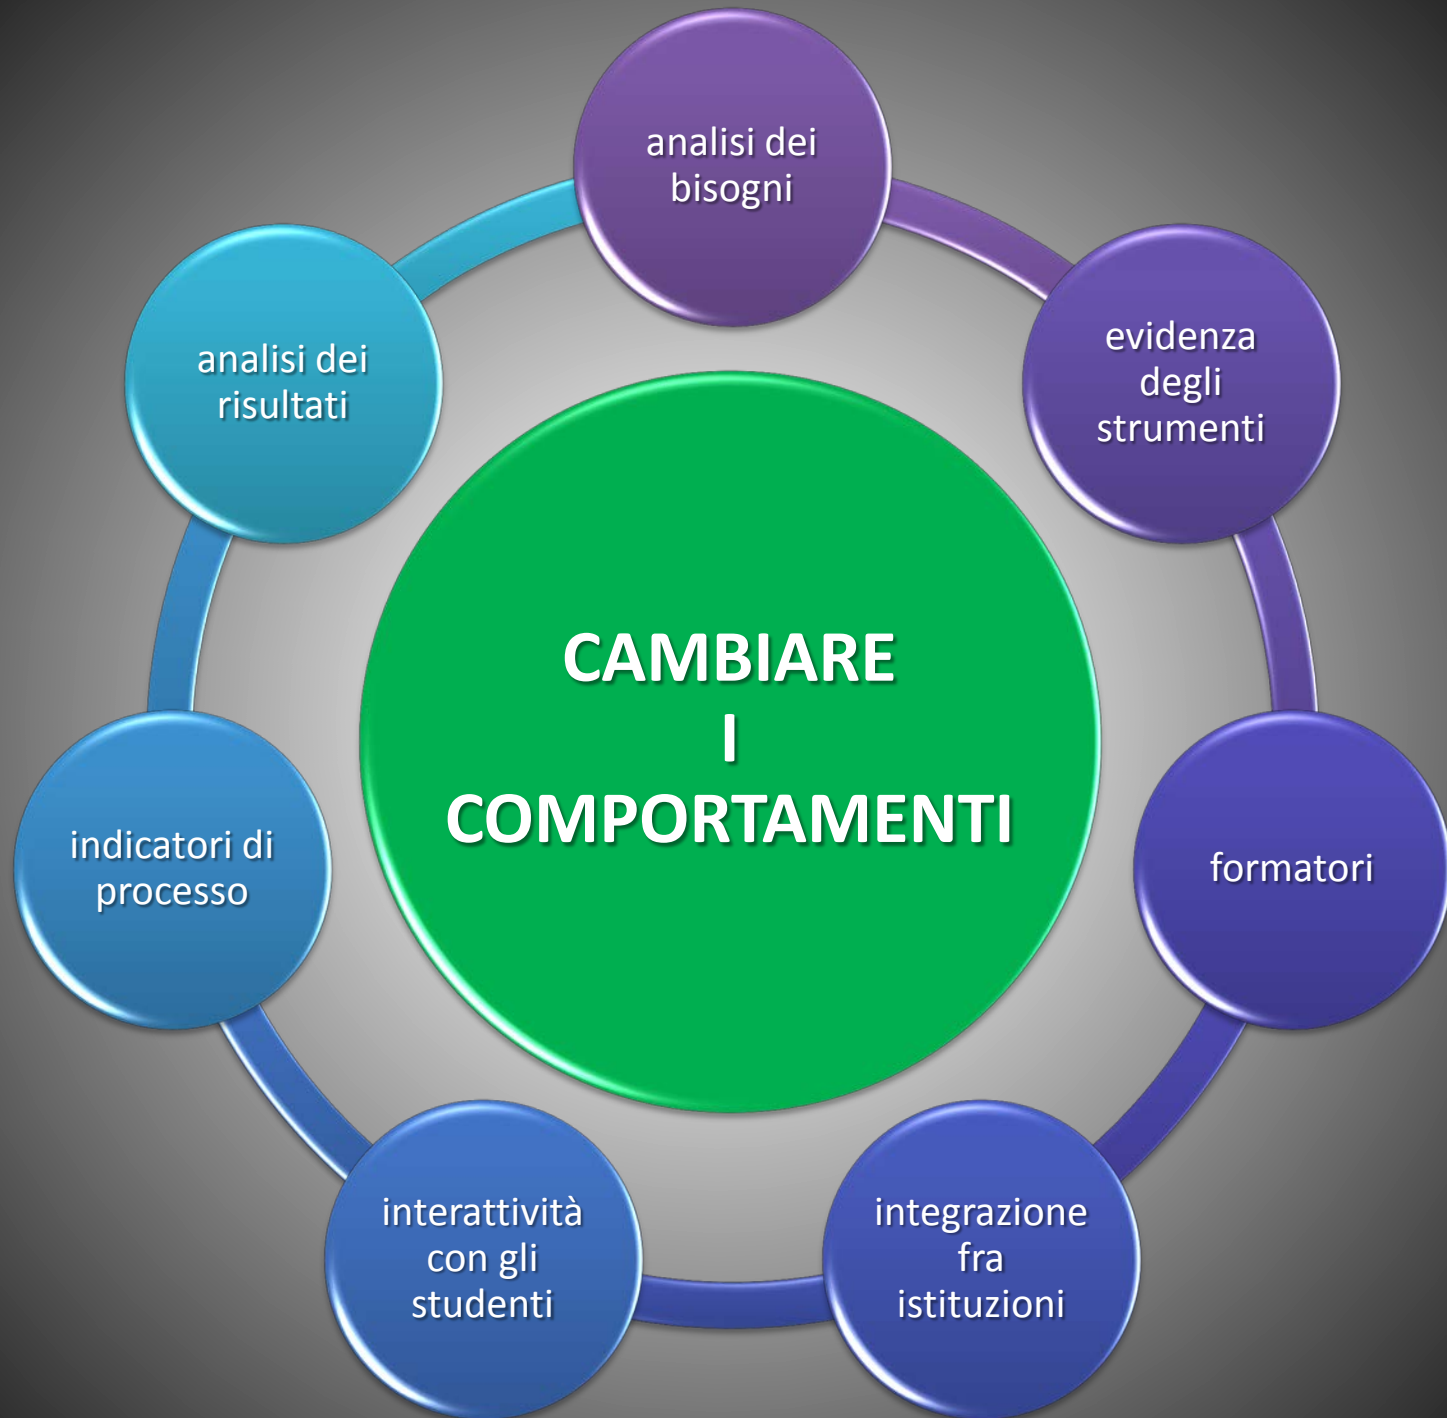 analisi dei
bisogni
evidenza
degli
strumenti
formatori
integrazione
fra
istituzioni
interattività
con gli
studenti
indicatori di
processo
analisi dei
risultati
CAMBIARE
I
COMPORTAMENTI